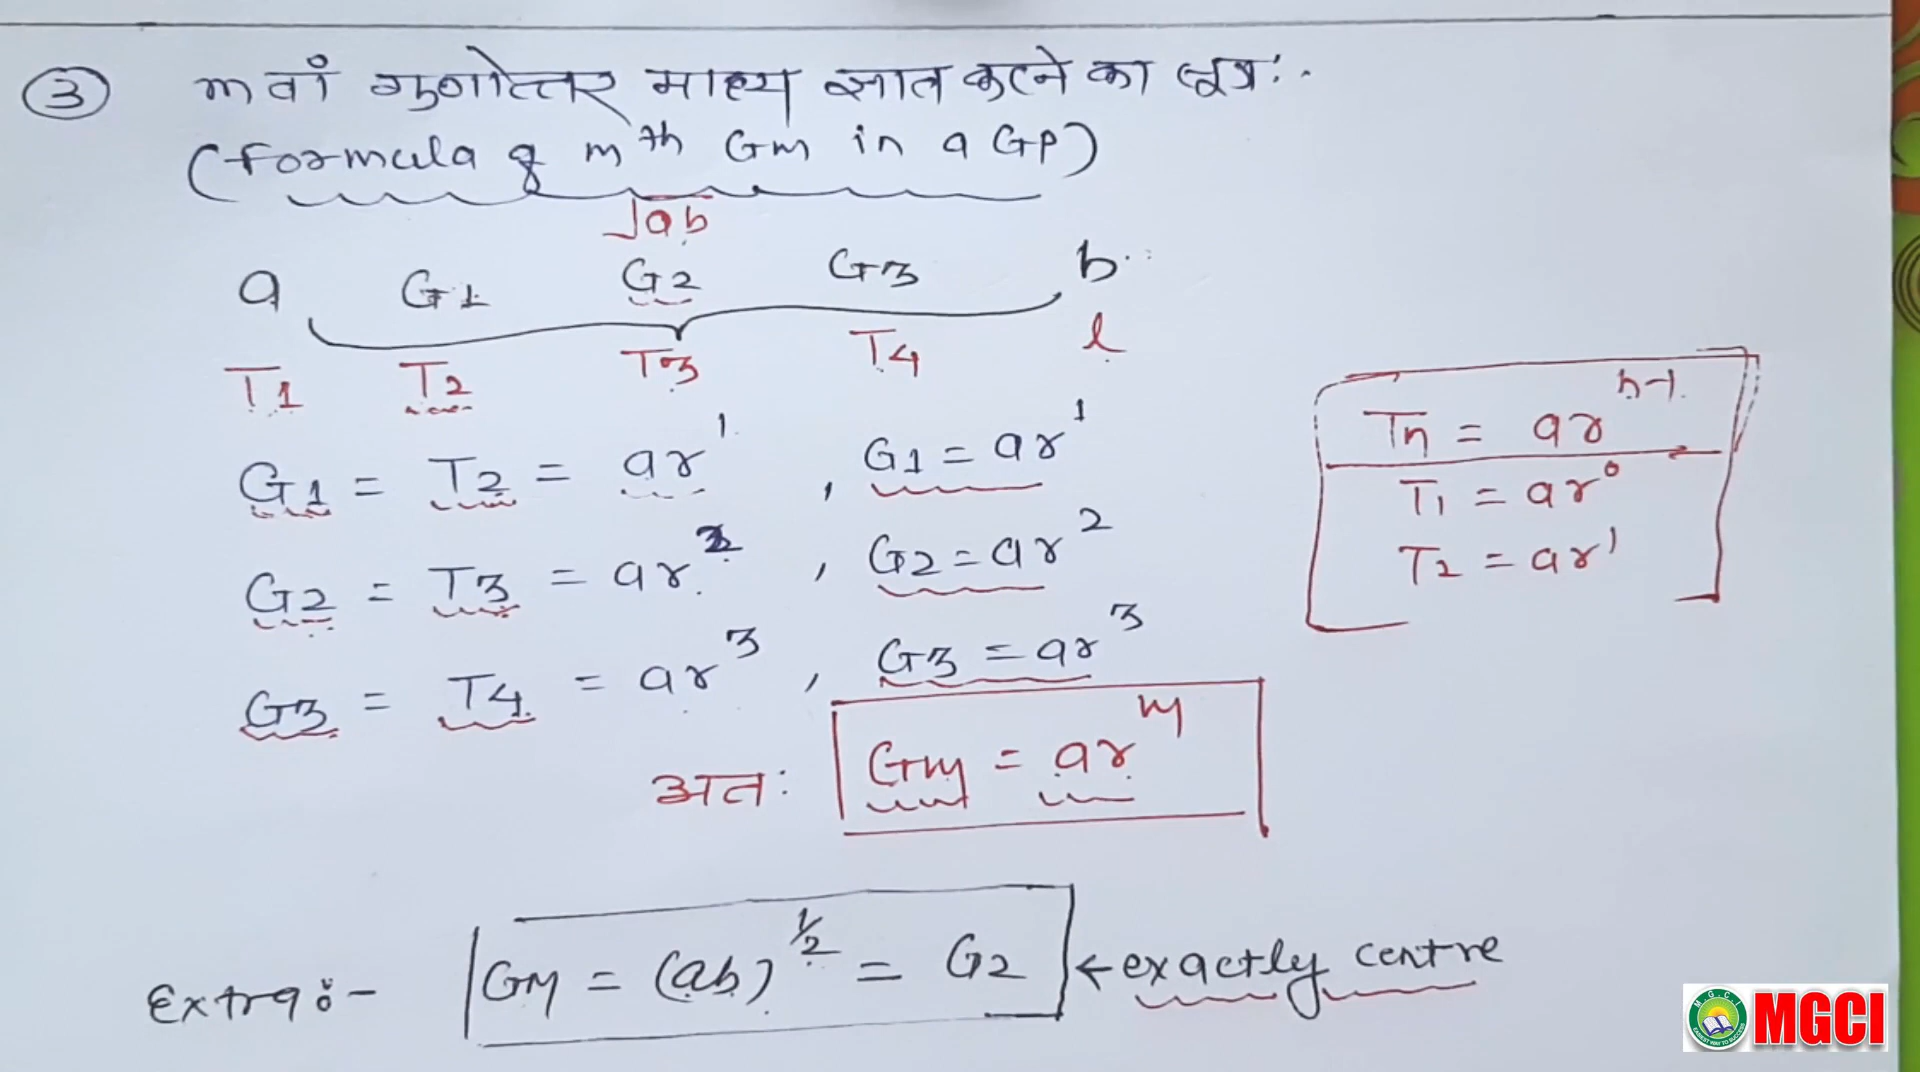 ③ m वां गुणोत्तर माध्य ज्ञात करने का सूत्र :-
(Formula of mth GM in a GP)
√ab
a G1 G2 G3 b
T1 T2 T3 T4 l
G1 = T2 = ar¹ , G1 = ar¹
G2 = T3 = ar² , G2 = ar²
G3 = T4 = ar³ , G3 = ar³
अतः Gm = arᵐ
Tn = arⁿ⁻¹
T1 = ar⁰
T2 = ar¹
Extra :- GM = (ab)^1/2 = G2 ← exactly centre
M.G.C.I
MGCI